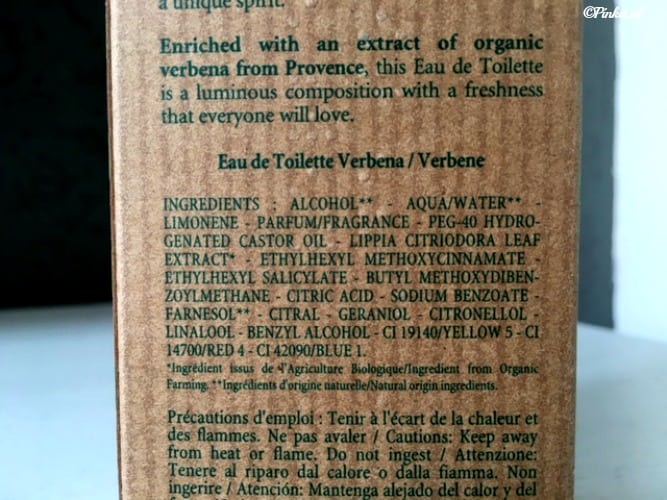 a unique spirit.
Enriched with an extract of organic
verbena from Provence, this Eau de Toilette
is a luminous composition with a freshness
that everyone will love.
Eau de Toilette Verbena / Verbene
INGREDIENTS : ALCOHOL** - AQUA/WATER** -
LIMONENE - PARFUM/FRAGRANCE - PEG-40 HYDRO-
GENATED CASTOR OIL - LIPPIA CITRIODORA LEAF
EXTRACT* - ETHYLHEXYL METHOXYCINNAMATE -
ETHYLHEXYL SALICYLATE - BUTYL METHOXYDIBEN-
ZOYLMETHANE - CITRIC ACID - SODIUM BENZOATE -
FARNESOL** - CITRAL - GERANIOL - CITRONELLOL -
LINALOOL - BENZYL ALCOHOL - CI 19140/YELLOW 5 - CI
14700/RED 4 - CI 42090/BLUE 1.
*Ingrédient issus de l'Agriculture Biologique/Ingredient from Organic
Farming. **Ingrédients d'origine naturelle/Natural origin ingredients.
Précautions d'emploi : Tenir à l'écart de la chaleur et
des flammes. Ne pas avaler / Cautions: Keep away
from heat or flame. Do not ingest / Attenzione:
Tenere al riparo dal calore o dalla fiamma. Non
ingerire / Atención: Mantenga alejado del calor y del